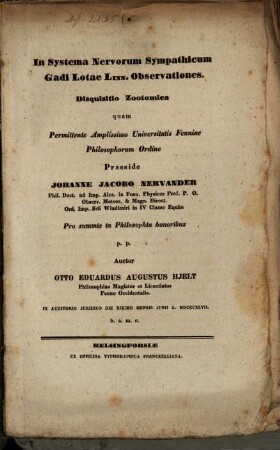 In Systema Nervorum Sympathicum
Gadi Lotae LINN. Observationes.
Disquisitio Zootomica
quam
Permittente Amplissimo Universitatis Fenniae
Philosophorum Ordine
Praeside
JOHANNE JACOBO NERVANDER
Phil. Doct. ad Imp. Alex. in Fenn. Physices Prof. P. O.
Observ. Meteor. & Magn. Direct.
Ord. Imp. Scti Wladimiri in IV Classe Equite
Pro summis in Philosophia honoribus
p. p.
Auctor
OTTO EDUARDUS AUGUSTUS HJELT
Philosophiae Magister et Licentiatus
Fenno Occidentalis.
IN AUDITORIO JURIDICO DIE DECIMO MENSIS JUNII A. MDCCCXLVII.
h. a. m. c.
HELSINGFORSIAE
EX OFFICINA TYPOGRAPHICA FRENCKELLIANA.